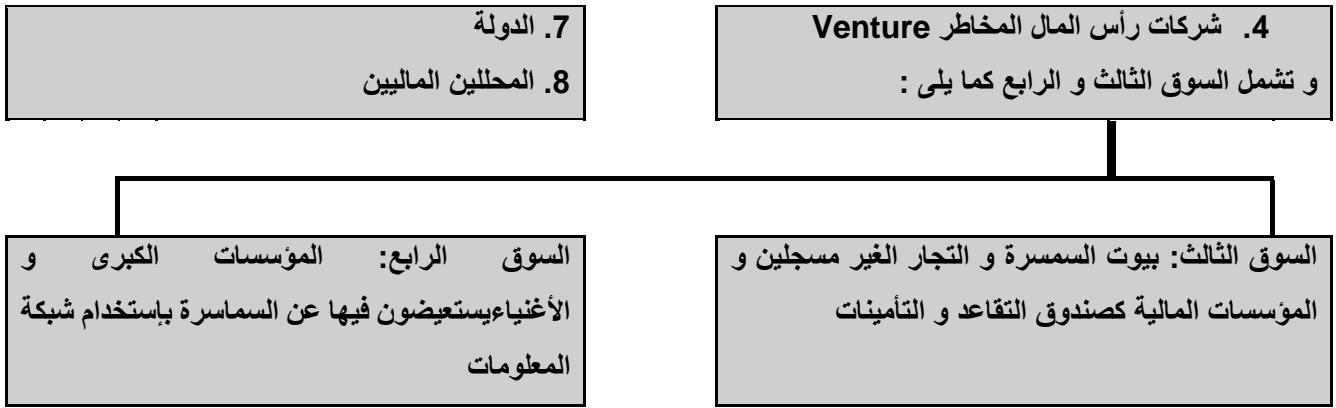 4. شركات رأس المال المخاطر Venture
و تشمل السوق الثالث و الرابع كما يلى :
7. الدولة
8. المحللين الماليين
السوق الثالث: بيوت السمسرة و التجار الغير مسجلين و
المؤسسات المالية كصندوق التقاعد و التأمينات
السوق الرابع: المؤسسات الكبرى و
الأغنياءيستعيضون فيها عن السماسرة بإستخدام شبكة
المعلومات